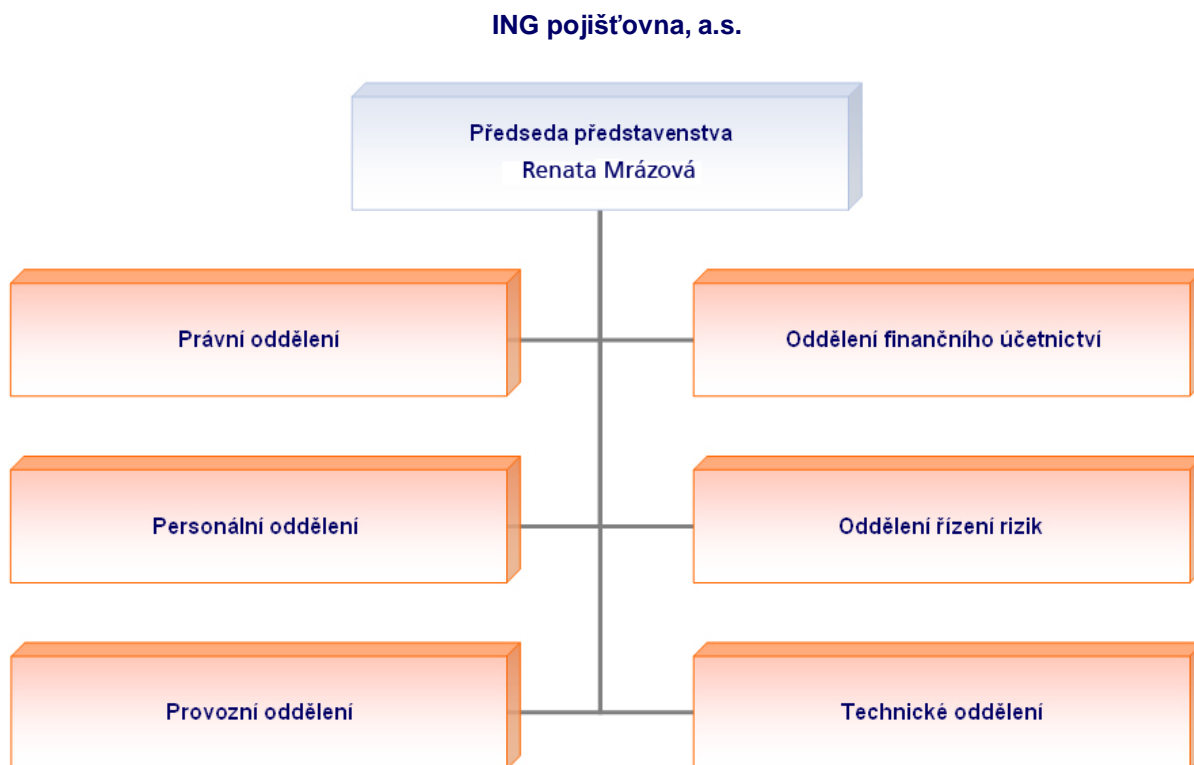 ING pojišťovna, a.s.
Předseda představenstva
Renata Mrázová
Právní oddělení
Oddělení finančního účetnictví
Personální oddělení
Oddělení řízení rizik
Provozní oddělení
Technické oddělení